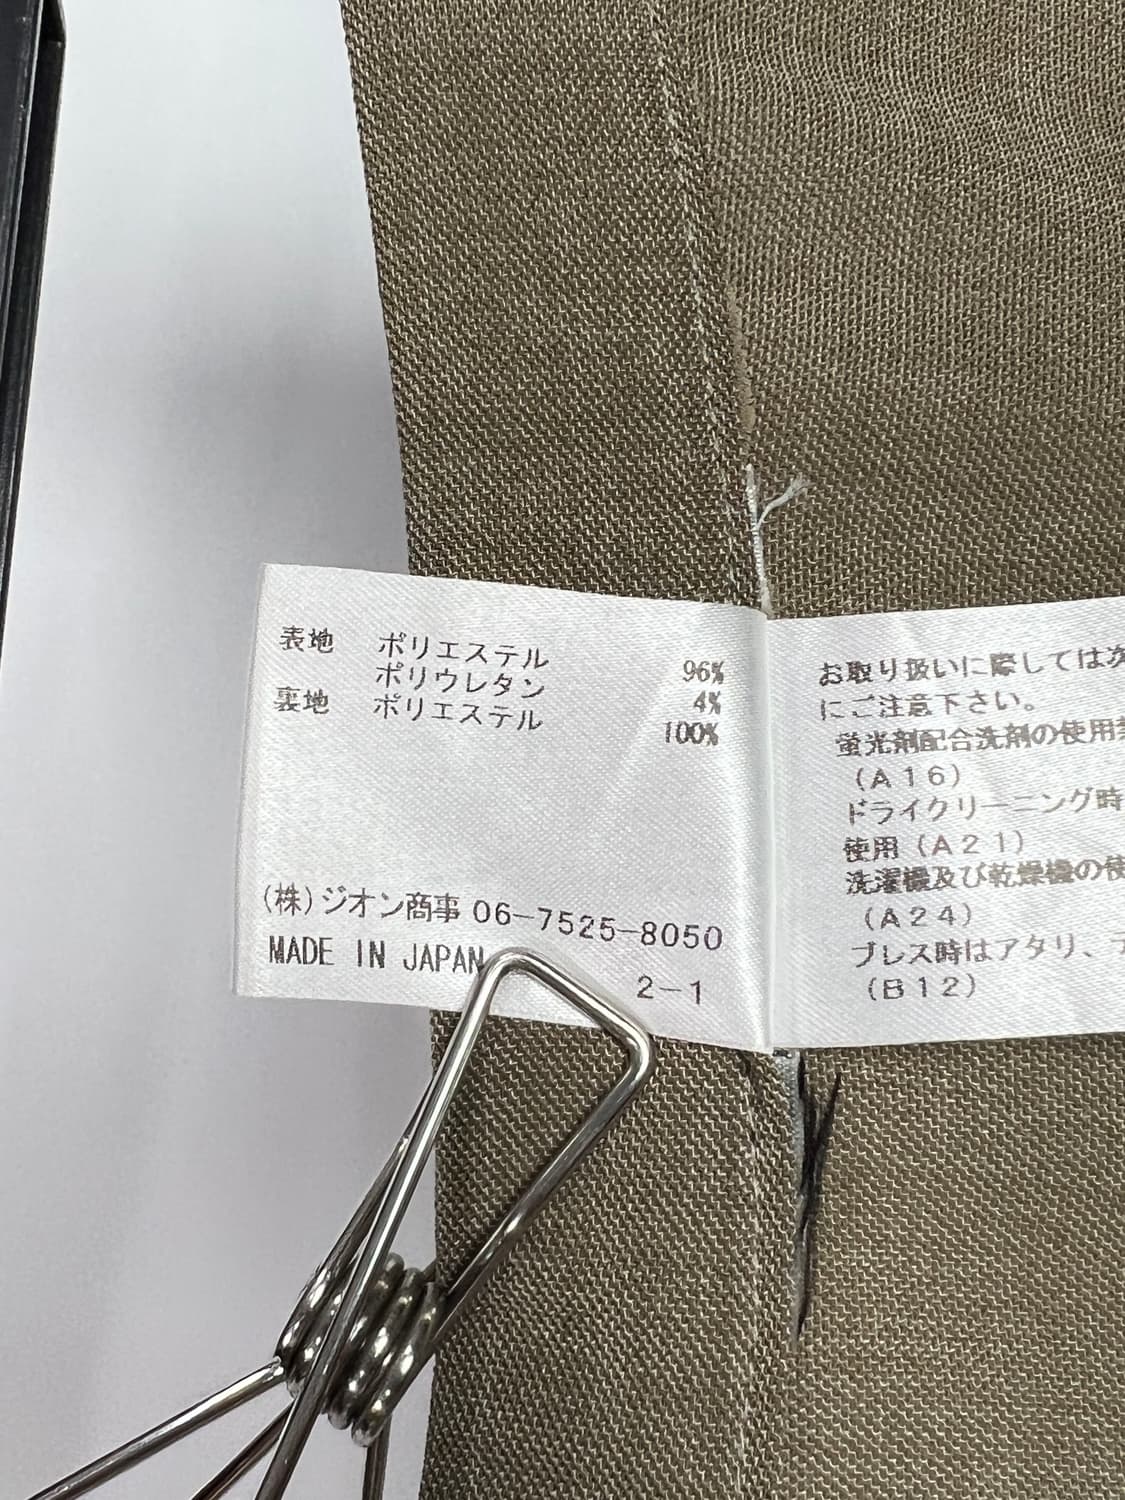 表地 ポリエステル 96%
ポリウレタン 4%
裏地 ポリエステル 100%
(株)ジオン商事 06-7525-8050
MADE IN JAPAN
2-1
お取り扱いに際しては次
にご注意下さい。
蛍光剤配合洗剤の使用禁
(A16)
ドライクリーニング時
使用(A21)
洗濯機及び乾燥機の使
(A24)
プレス時はアタリ、
(B12)